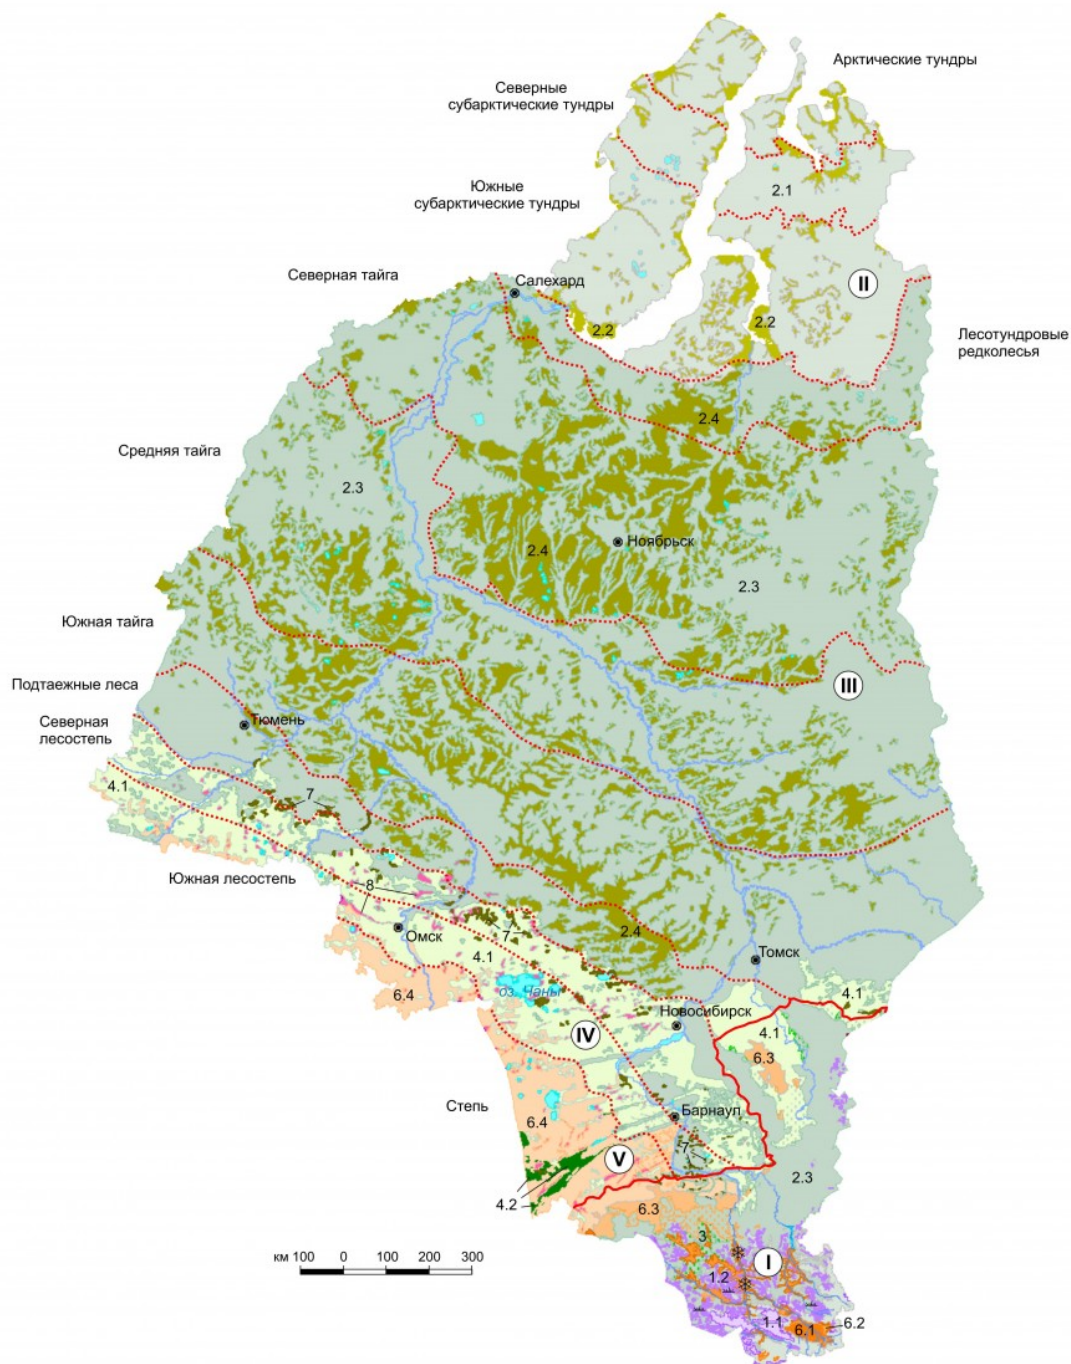 Арктические тундры
Северные
субарктические тундры
Южные
субарктические тундры
2.1
Северная тайга
Салехард
II
2.2
2.2
Лесотундровые
редколесья
2.4
Средняя тайга
2.3
Ноябрьск
2.4
2.3
Южная тайга
III
Подтаежные леса
Северная
лесостепь
Тюмень
4.1
7
Южная лесостепь
8
2.4
Омск
7
4.1
Томск
оз. Чаны
6.4
4.1
Новосибирск
IV
4.1
6.3
Степь
Барнаул
6.4
7
V
2.3
4.2
6.3
3
км 100 0 100 200 300
I
1.2
1.1
6.1
6.2